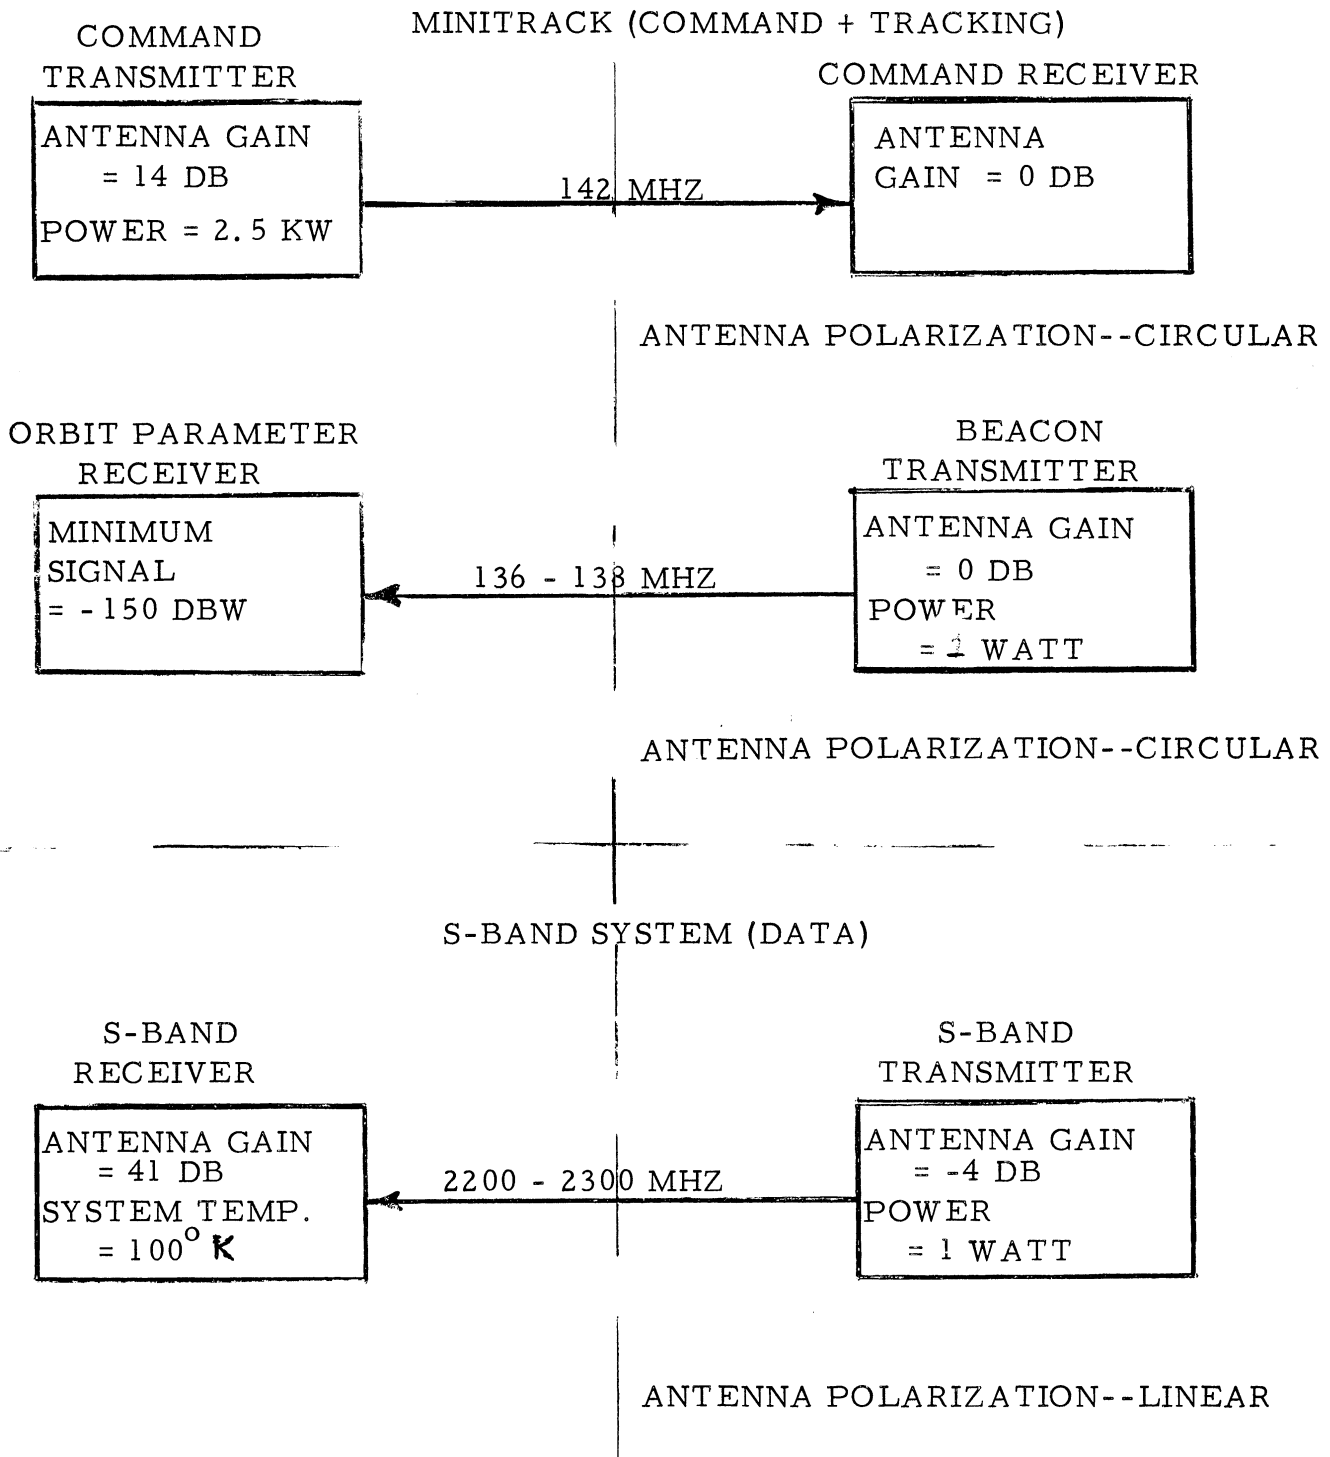 MINITRACK (COMMAND + TRACKING)
COMMAND
TRANSMITTER
ANTENNA GAIN
= 14 DB
POWER = 2.5 KW
142 MHZ
COMMAND RECEIVER
ANTENNA
GAIN = 0 DB
ANTENNA POLARIZATION--CIRCULAR
ORBIT PARAMETER
RECEIVER
MINIMUM
SIGNAL
= -150 DBW
136 - 138 MHZ
BEACON
TRANSMITTER
ANTENNA GAIN
= 0 DB
POWER
= WATT
ANTENNA POLARIZATION--CIRCULAR
S-BAND SYSTEM (DATA)
S-BAND
RECEIVER
ANTENNA GAIN
= 41 DB
SYSTEM TEMP.
= 100° K
2200 - 2300 MHZ
S-BAND
TRANSMITTER
ANTENNA GAIN
= -4 DB
POWER
= 1 WATT
ANTENNA POLARIZATION--LINEAR